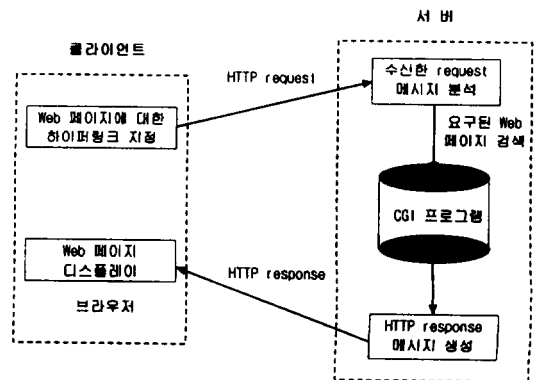 서 버
클라이언트
HTTP request
수신한 request
메시지 분석
Web 페이지에 대한
하이퍼링크 지정
요구된 Web
페이지 검색
CGI 프로그램
Web 페이지
디스플레이
HTTP response
브라우저
HTTP response
메시지 생성